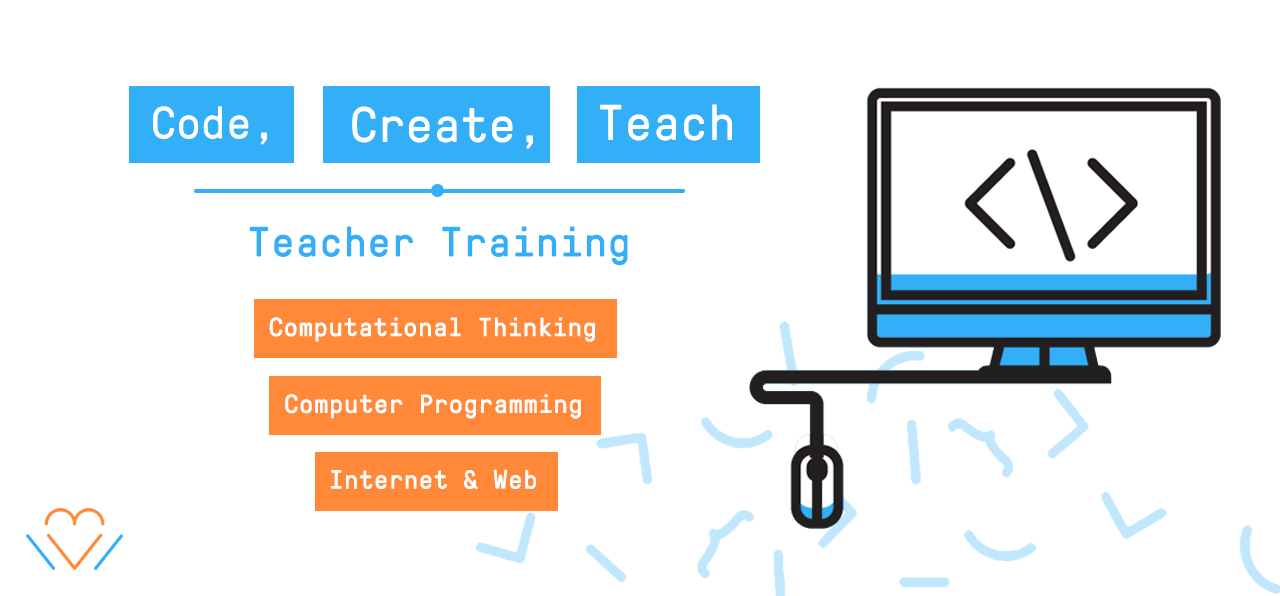 Code, Create, Teach
Teacher Training
Computational Thinking
Computer Programming
Internet & Web